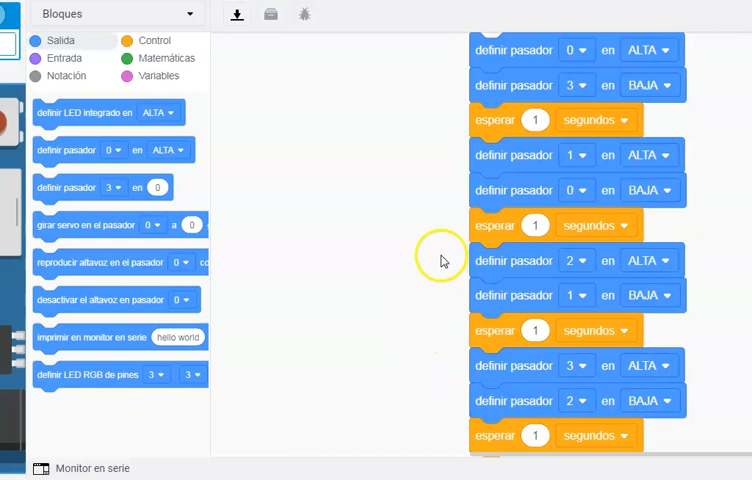 Bloques
Salida
Control
Entrada
Matemáticas
Notación
Variables
definir LED integrado en ALTA
definir pasador 0 en ALTA
definir pasador 3 en 0
girar servo en el pasador 0 a 0
reproducir altavoz en el pasador 0 co
desactivar el altavoz en pasador 0
imprimir en monitor en serie hello world
definir LED RGB de pines 3 3
definir pasador 0 en ALTA
definir pasador 3 en BAJA
esperar 1 segundos
definir pasador 1 en ALTA
definir pasador 0 en BAJA
esperar 1 segundos
definir pasador 2 en ALTA
definir pasador 1 en BAJA
esperar 1 segundos
definir pasador 3 en ALTA
definir pasador 2 en BAJA
esperar 1 segundos
Monitor en serie